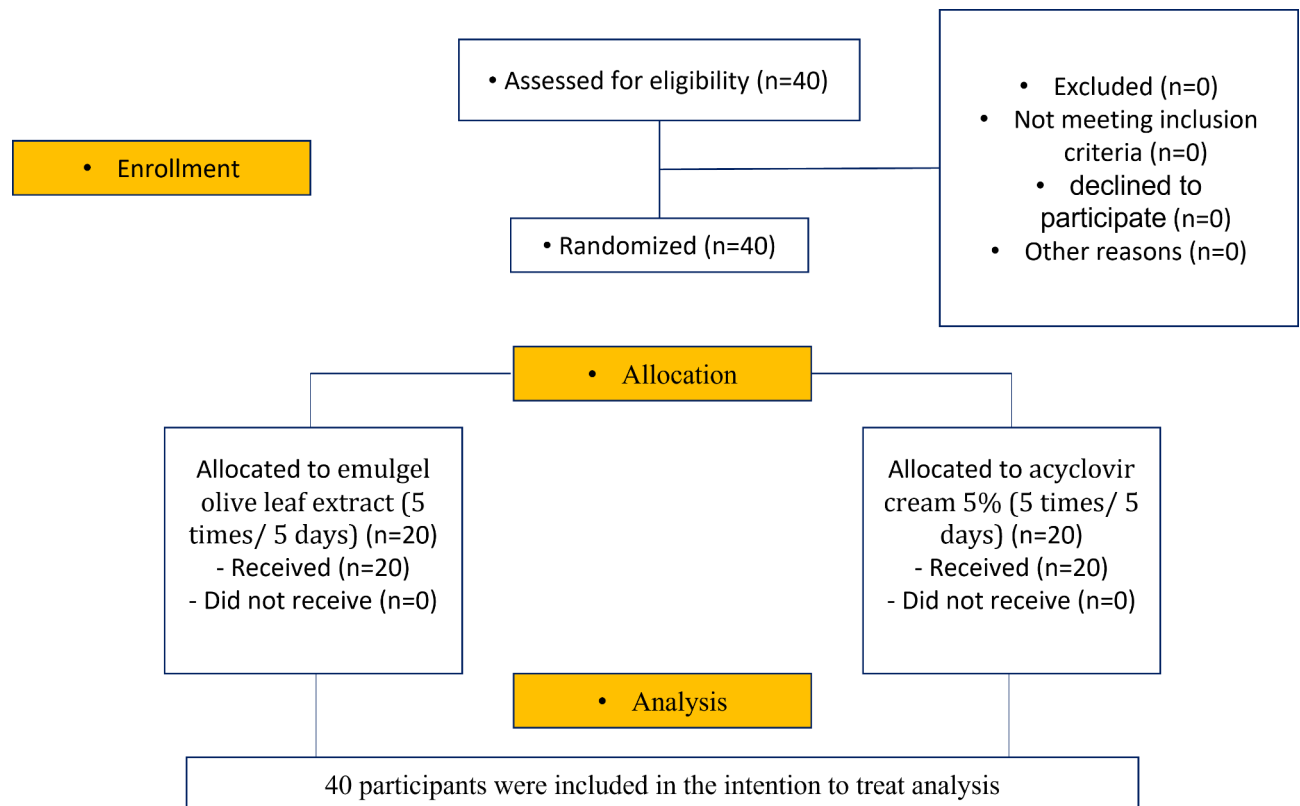 • Assessed for eligibility (n=40)
• Excluded (n=0)
• Not meeting inclusion
criteria (n=0)
• declined to
participate (n=0)
• Other reasons (n=0)
• Enrollment
• Randomized (n=40)
• Allocation
Allocated to emulgel
olive leaf extract (5
times/ 5 days) (n=20)
- Received (n=20)
- Did not receive (n=0)
Allocated to acyclovir
cream 5% (5 times/ 5
days) (n=20)
- Received (n=20)
- Did not receive (n=0)
• Analysis
40 participants were included in the intention to treat analysis